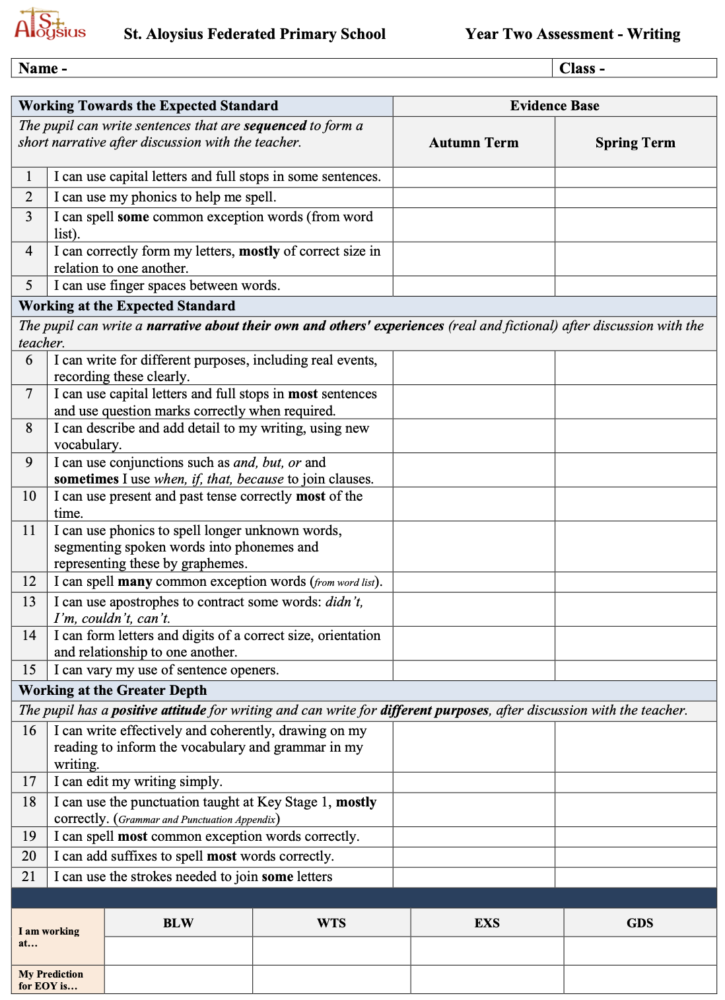 ALoysius
St
St. Aloysius Federated Primary School Year Two Assessment - Writing
Name - Class -
Working Towards the Expected Standard Evidence Base
The pupil can write sentences that are sequenced to form a
short narrative after discussion with the teacher.
Autumn Term Spring Term
1 I can use capital letters and full stops in some sentences.
2 I can use my phonics to help me spell.
3 I can spell some common exception words (from word
list).
4 I can correctly form my letters, mostly of correct size in
relation to one another.
5 I can use finger spaces between words.
Working at the Expected Standard
The pupil can write a narrative about their own and others' experiences (real and fictional) after discussion with the
teacher.
6 I can write for different purposes, including real events,
recording these clearly.
7 I can use capital letters and full stops in most sentences
and use question marks correctly when required.
8 I can describe and add detail to my writing, using new
vocabulary.
9 I can use conjunctions such as and, but, or and
sometimes I use when, if, that, because to join clauses.
10 I can use present and past tense correctly most of the
time.
11 I can use phonics to spell longer unknown words,
segmenting spoken words into phonemes and
representing these by graphemes.
12 I can spell many common exception words (from word list).
13 I can use apostrophes to contract some words: didn’t,
I’m, couldn’t, can’t.
14 I can form letters and digits of a correct size, orientation
and relationship to one another.
15 I can vary my use of sentence openers.
Working at the Greater Depth
The pupil has a positive attitude for writing and can write for different purposes, after discussion with the teacher.
16 I can write effectively and coherently, drawing on my
reading to inform the vocabulary and grammar in my
writing.
17 I can edit my writing simply.
18 I can use the punctuation taught at Key Stage 1, mostly
correctly. (Grammar and Punctuation Appendix)
19 I can spell most common exception words correctly.
20 I can add suffixes to spell most words correctly.
21 I can use the strokes needed to join some letters
BLW WTS EXS GDS
I am working
at…
My Prediction
for EOY is…